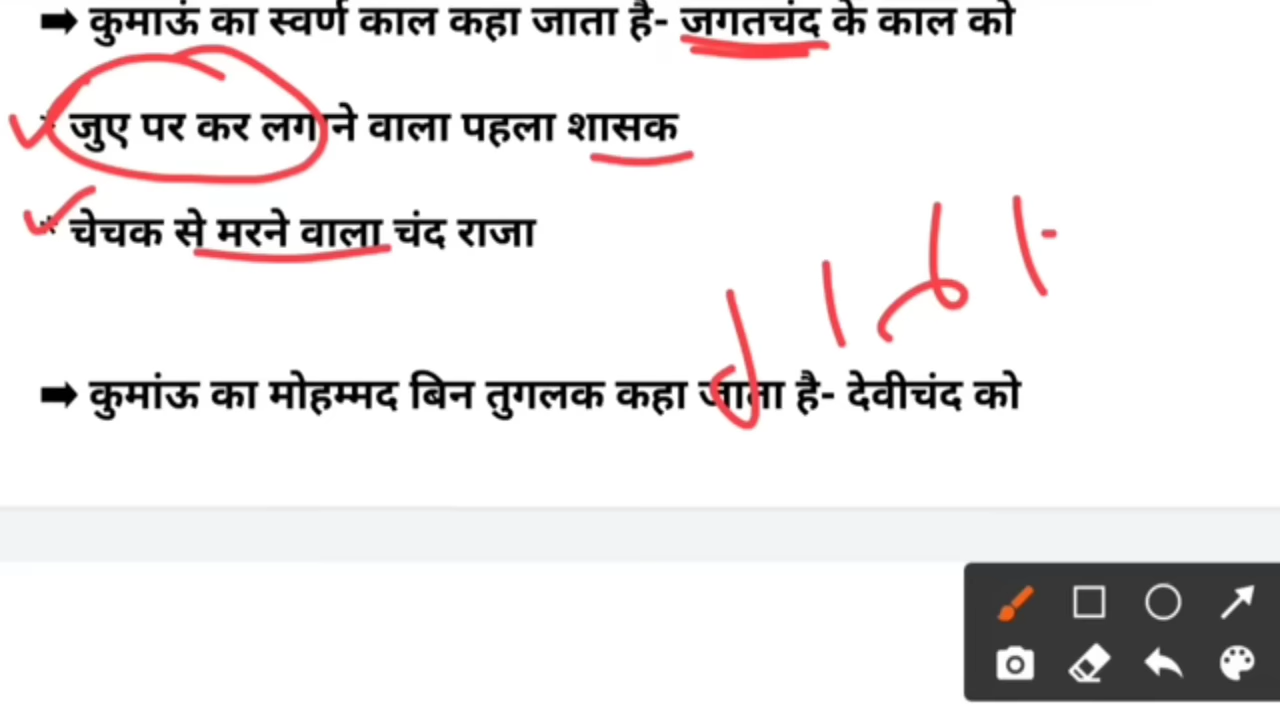 ➡ कुमाऊं का स्वर्ण काल कहा जाता है- जगतचंद के काल को
* जुए पर कर लगाने वाला पहला शासक
* चेचक से मरने वाला चंद राजा
➡ कुमांऊ का मोहम्मद बिन तुगलक कहा जाता है- देवीचंद को